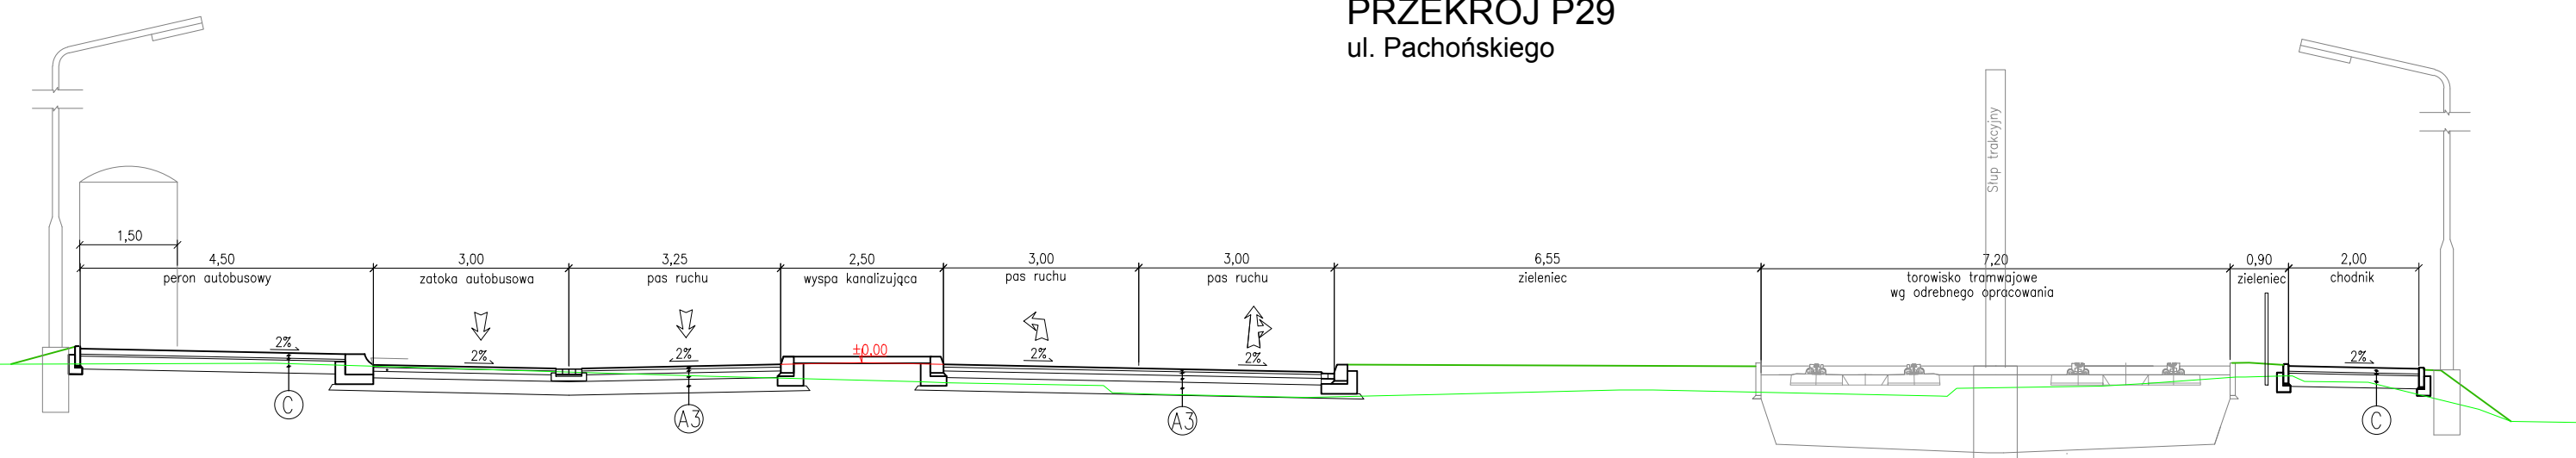 PRZEKRÓJ P29
ul. Pachońskiego
Słup trakcyjny
1,50
4,50 3,00 3,25 2,50 3,00 3,00 6,55 7,20 0,90 2,00
peron autobusowy zatoka autobusowa pas ruchu wyspa kanalizująca pas ruchu pas ruchu zieleniec torowisko tramwajowe zieleniec chodnik
wg odrebnego opracowania
2% 2% 2% ±0,00 2% 2% 2%
C A3 A3 C